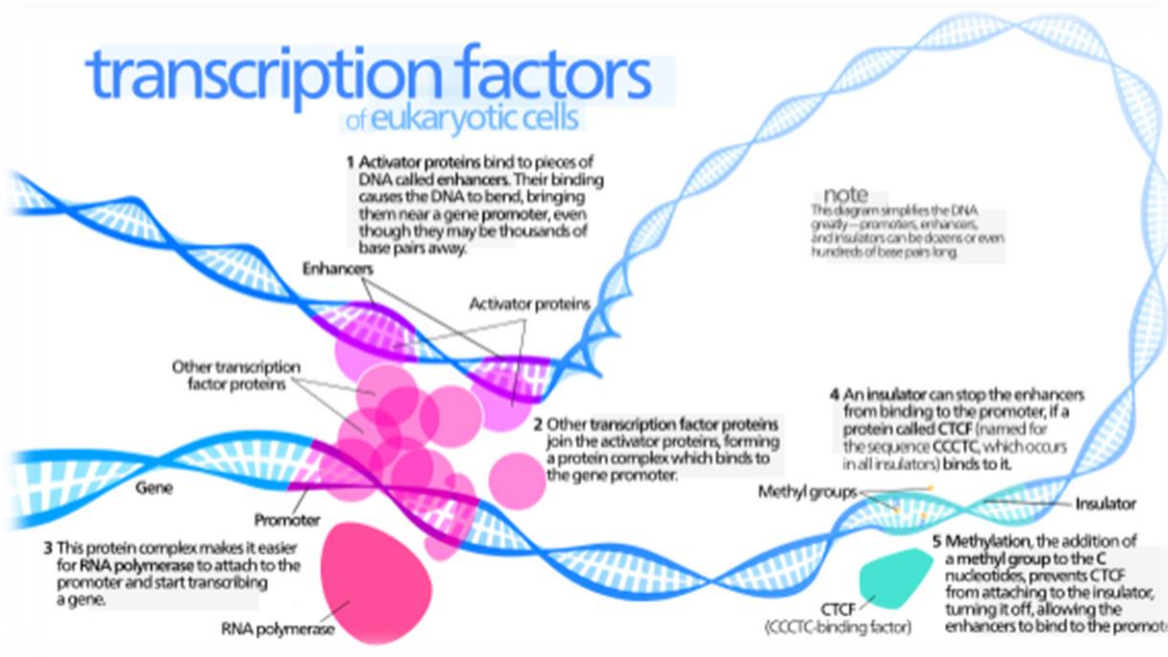 transcription factors
of eukaryotic cells
1 Activator proteins bind to pieces of
DNA called enhancers. Their binding
causes the DNA to bend, bringing
them near a gene promoter, even
though they may be thousands of
base pairs away.
Enhancers
Activator proteins
Other transcription
factor proteins
note
This diagram simplifies the DNA
greatly—promoters, enhancers,
and insulators can be dozens or even
hundreds of base pairs long.
2 Other transcription factor proteins
join the activator proteins, forming
a protein complex which binds to
the gene promoter.
4 An insulator can stop the enhancers
from binding to the promoter, if a
protein called CTCF (named for
the sequence CCCTC, which occurs
in all insulators) binds to it.
Gene
Promoter
Methyl groups
Insulator
3 This protein complex makes it easier
for RNA polymerase to attach to the
promoter and start transcribing
a gene.
RNA polymerase
5 Methylation, the addition of
a methyl group to the C
nucleotides, prevents CTCF
from attaching to the insulator,
turning it off, allowing the
enhancers to bind to the promot
CTCF
(CCCTC-binding factor)